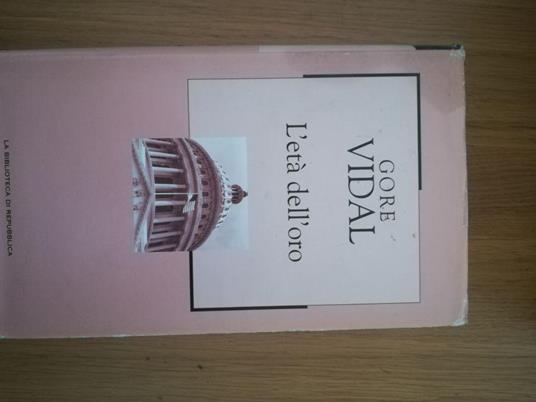 GORE
VIDAL
L'età dell'oro
LA BIBLIOTECA DI REPUBBLICA